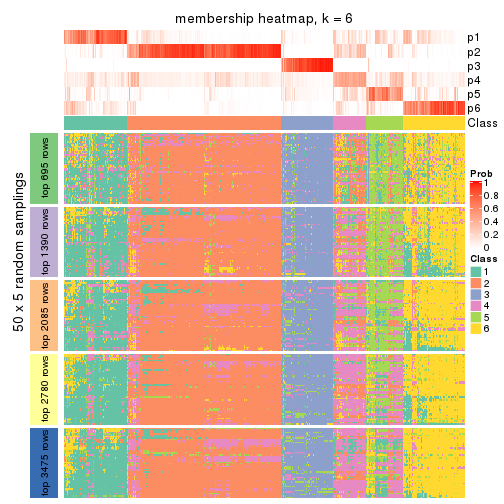 membership heatmap, k = 6
p1
p2
p3
p4
p5
p6
Class
50 x 5 random samplings
top 695 rows
top 1390 rows
top 2085 rows
top 2780 rows
top 3475 rows
Prob
1
0.8
0.6
0.4
0.2
0
Class
1
2
3
4
5
6